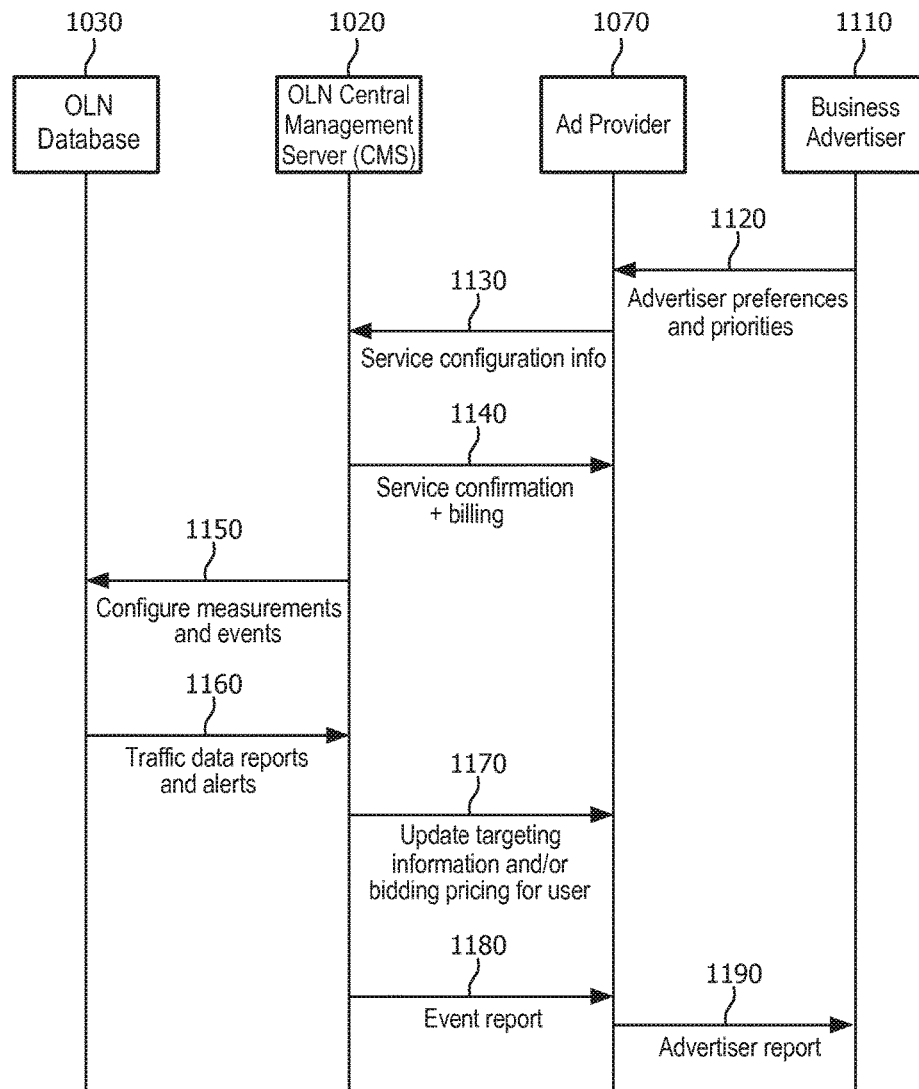 1030
1020
1070
1110
OLN
Database
OLN Central
Management
Server (CMS)
Ad Provider
Business
Advertiser
1120
Advertiser preferences
and priorities
1130
Service configuration info
1140
Service confirmation
+ billing
1150
Configure measurements
and events
1160
Traffic data reports
and alerts
1170
Update targeting
information and/or
bidding pricing for user
1180
Event report
1190
Advertiser report